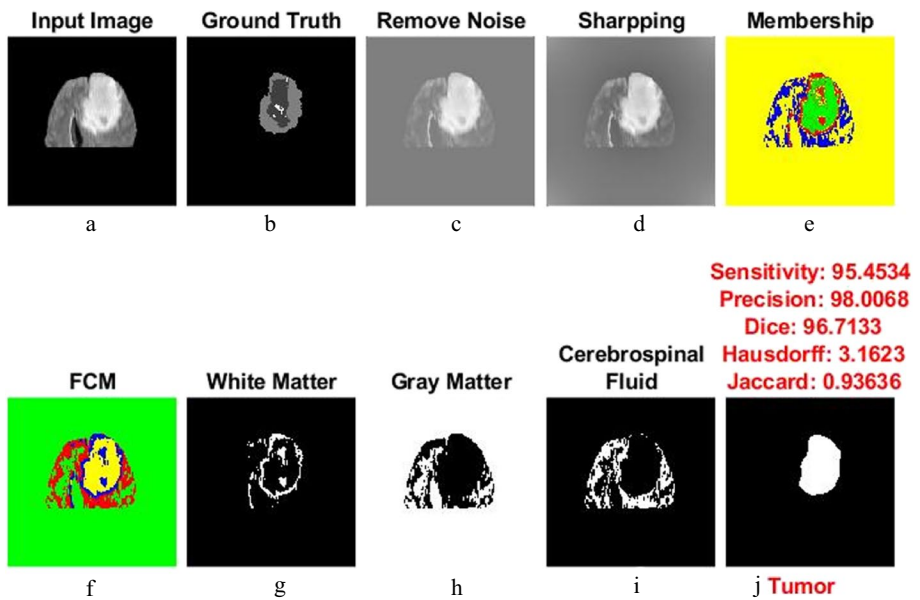 Input Image
Ground Truth
Remove Noise
Sharpping
Membership
a
b
c
d
e
Sensitivity: 95.4534
Precision: 98.0068
Dice: 96.7133
Hausdorff: 3.1623
Jaccard: 0.93636
FCM
White Matter
Gray Matter
Cerebrospinal
Fluid
f
g
h
i
j Tumor